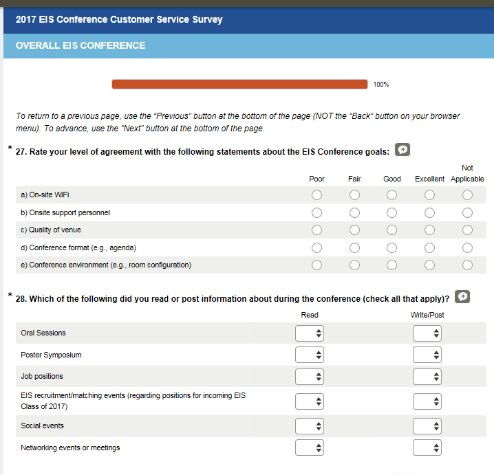 2017 EIS Conference Customer Service Survey
OVERALL EIS CONFERENCE
100%
To return to a previous page, use the "Previous" button at the bottom of the page (NOT the "Back" button on your browser
menu). To advance, use the "Next" button at the bottom of the page.
* 27. Rate your level of agreement with the following statements about the EIS Conference goals:
Poor Fair Good Excellent Not Applicable
a) On-site WiFi
b) Onsite support personnel
c) Quality of venue
d) Conference format (e.g., agenda)
e) Conference environment (e.g., room configuration)
* 28. Which of the following did you read or post information about during the conference (check all that apply)?
Read Write/Post
Oral Sessions
Poster Symposium
Job positions
EIS recruitment/matching events (regarding positions for incoming EIS
Class of 2017)
Social events
Networking events or meetings